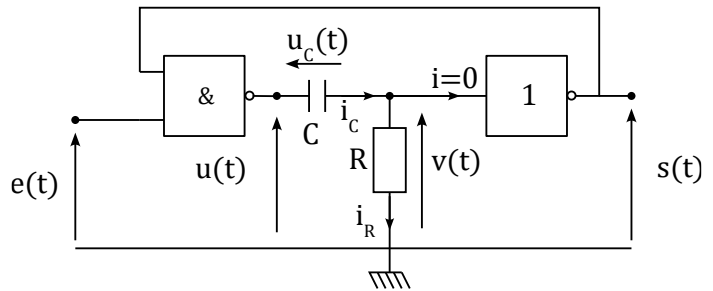 u_C(t)
i=0
&
1
i_C
C
R
e(t)
u(t)
v(t)
s(t)
i_R